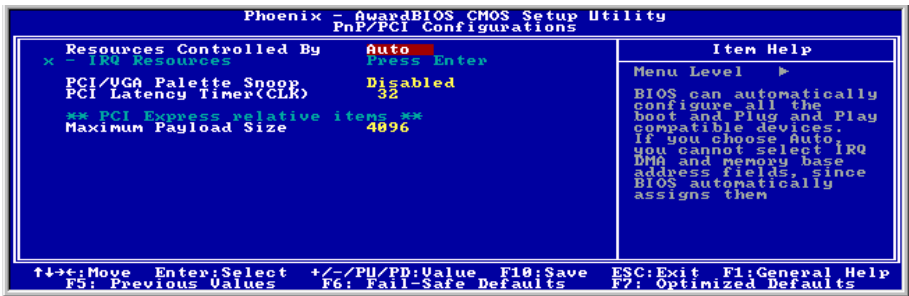 Phoenix - AwardBIOS CMOS Setup Utility
PnP/PCI Configurations
Resources Controlled By Auto
x - IRQ Resources Press Enter
PCI/VGA Palette Snoop Disabled
PCI Latency Timer(CLK) 32
** PCI Express relative items **
Maximum Payload Size 4096
Item Help
Menu Level ▶
BIOS can automatically
configure all the
boot and Plug and Play
compatible devices.
If you choose Auto,
you cannot select IRQ
DMA and memory base
address fields, since
BIOS automatically
assigns them
↑↓→←:Move Enter:Select +/-/PU/PD:Value F10:Save ESC:Exit F1:General Help
F5: Previous Values F6: Fail-Safe Defaults F7: Optimized Defaults